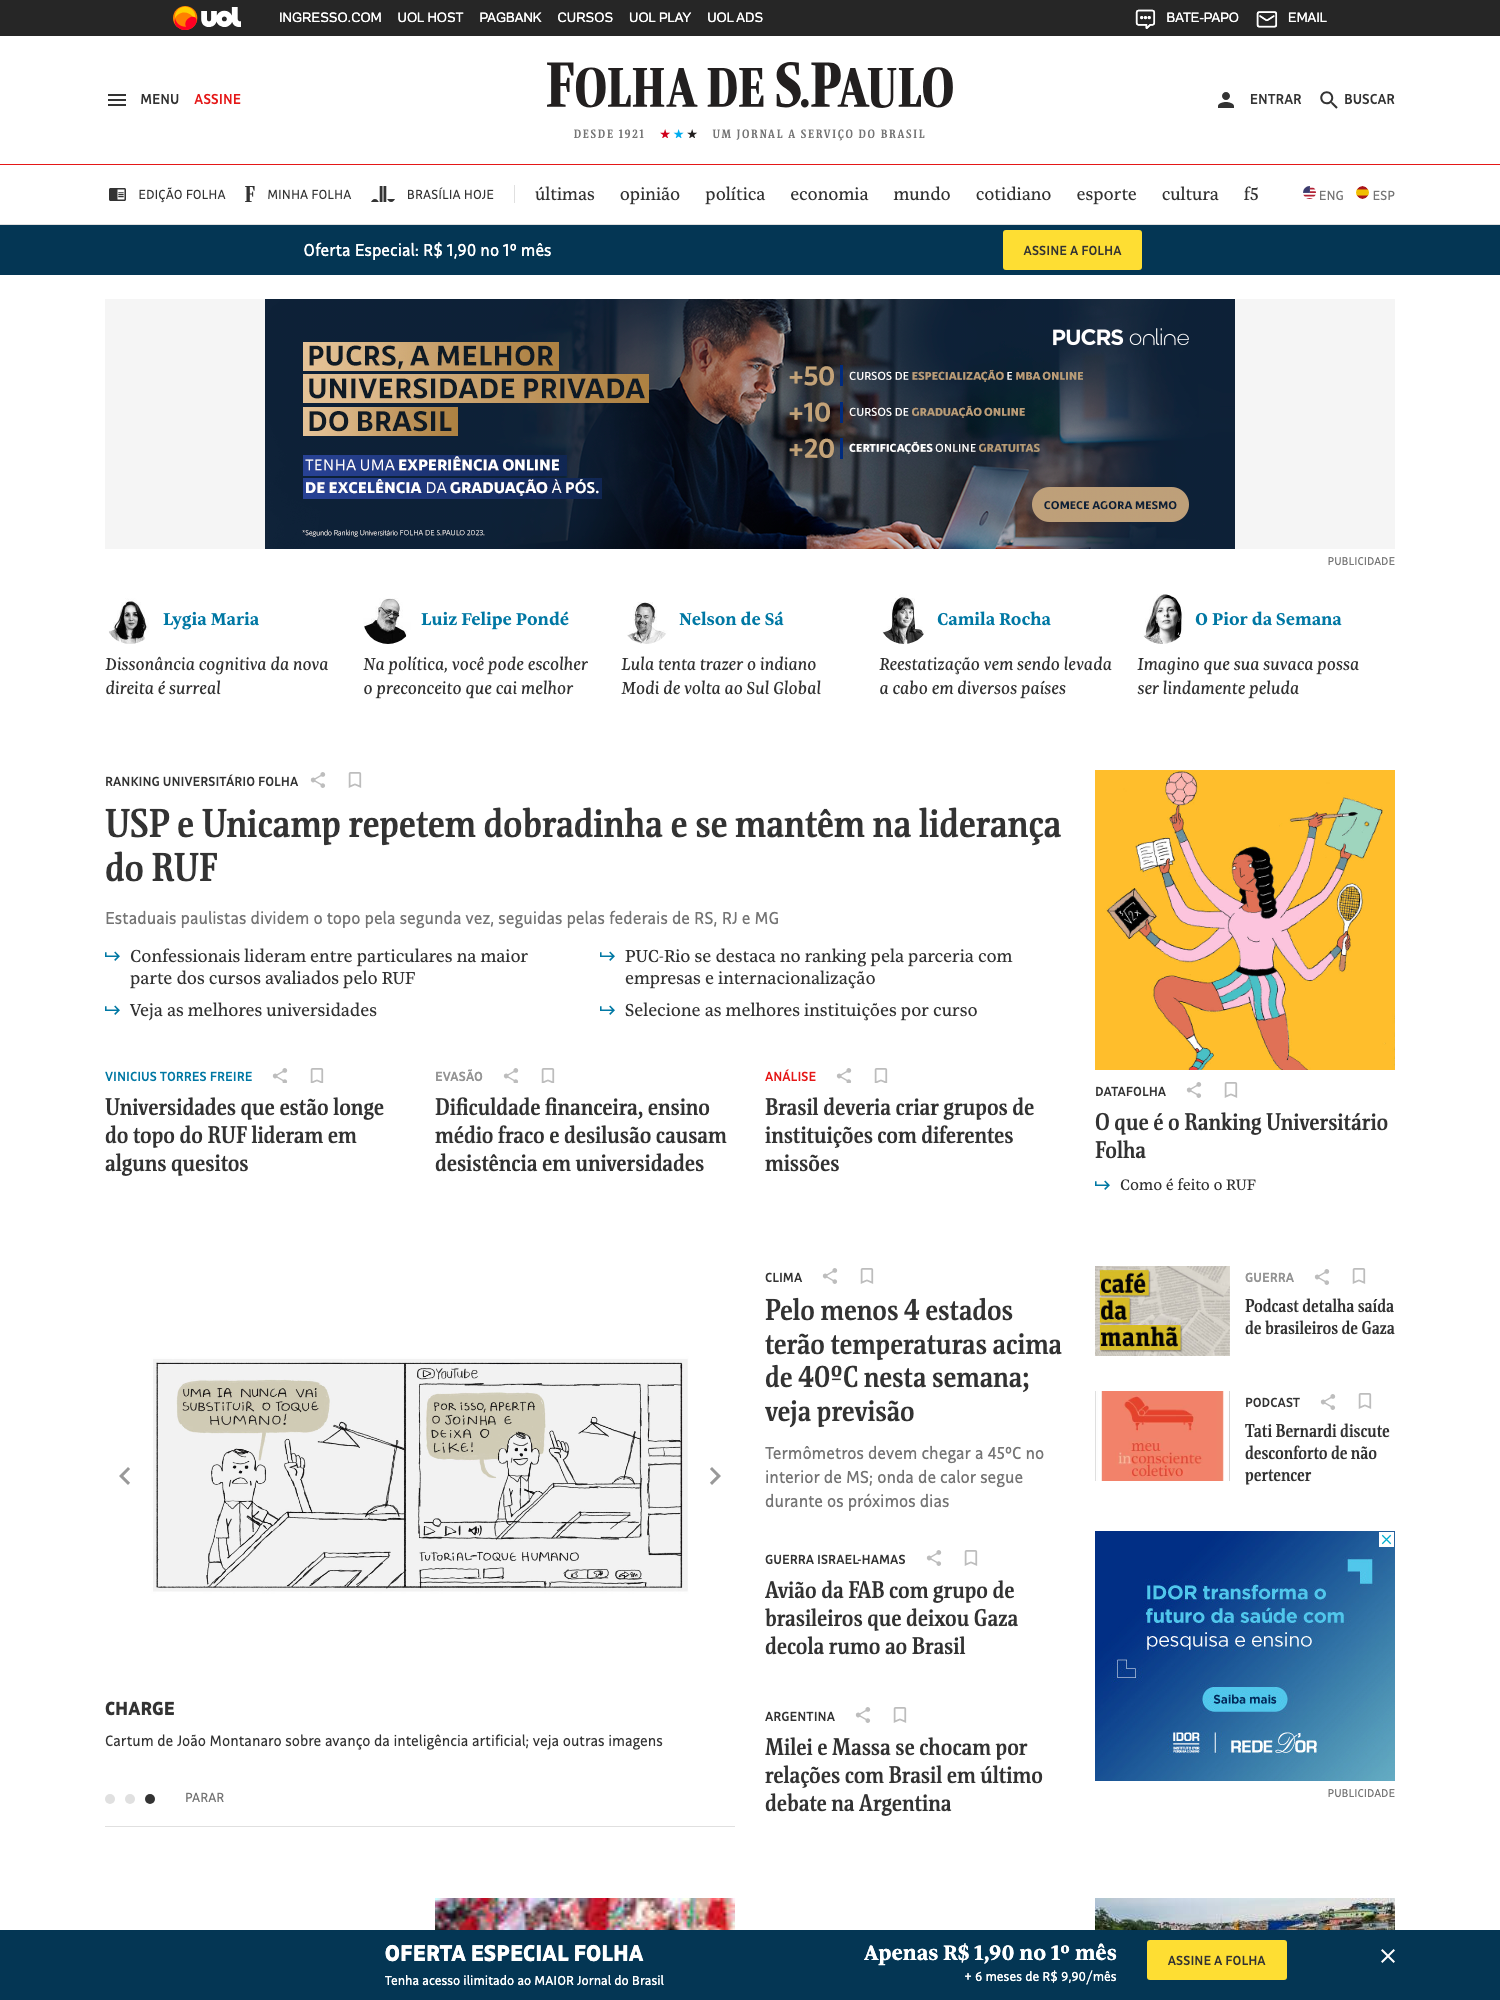 uol
INGRESSO.COM UOL HOST PAGBANK CURSOS UOL PLAY UOL ADS
BATE-PAPO EMAIL
MENU ASSINE
FOLHA DE S.PAULO
ENTRAR BUSCAR
DESDE 1921 ★★★ UM JORNAL A SERVIÇO DO BRASIL
EDIÇÃO FOLHA F MINHA FOLHA BRASÍLIA HOJE
últimas opinião política economia mundo cotidiano esporte cultura f5
ENG ESP
Oferta Especial: R$ 1,90 no 1º mês
ASSINE A FOLHA
PUCRS, A MELHOR
UNIVERSIDADE PRIVADA
DO BRASIL
TENHA UMA EXPERIÊNCIA ONLINE
DE EXCELÊNCIA DA GRADUAÇÃO À PÓS.
*Segundo Ranking Universitário FOLHA DE S.PAULO 2023.
PUCRS online
+50 CURSOS DE ESPECIALIZAÇÃO E MBA ONLINE
+10 CURSOS DE GRADUAÇÃO ONLINE
+20 CERTIFICAÇÕES ONLINE GRATUITAS
COMECE AGORA MESMO
PUBLICIDADE
Lygia Maria
Dissonância cognitiva da nova
direita é surreal
Luiz Felipe Pondé
Na política, você pode escolher
o preconceito que cai melhor
Nelson de Sá
Lula tenta trazer o indiano
Modi de volta ao Sul Global
Camila Rocha
Reestatização vem sendo levada
a cabo em diversos países
O Pior da Semana
Imagino que sua suvaca possa
ser lindamente peluda
RANKING UNIVERSITÁRIO FOLHA
USP e Unicamp repetem dobradinha e se mantêm na liderança
do RUF
Estaduais paulistas dividem o topo pela segunda vez, seguidas pelas federais de RS, RJ e MG
Confessionais lideram entre particulares na maior
parte dos cursos avaliados pelo RUF
Veja as melhores universidades
PUC-Rio se destaca no ranking pela parceria com
empresas e internacionalização
Selecione as melhores instituições por curso
√2x
DATAFOLHA
O que é o Ranking Universitário
Folha
Como é feito o RUF
VINICIUS TORRES FREIRE
Universidades que estão longe
do topo do RUF lideram em
alguns quesitos
EVASÃO
Dificuldade financeira, ensino
médio fraco e desilusão causam
desistência em universidades
ANÁLISE
Brasil deveria criar grupos de
instituições com diferentes
missões
UMA IA NUNCA VAI
SUBSTITUIR O TOQUE
HUMANO!
YouTube
POR ISSO, APERTA
O JOINHA E
DEIXA O
LIKE!
TUTORIAL-TOQUE HUMANO
CHARGE
Cartum de João Montanaro sobre avanço da inteligência artificial; veja outras imagens
PARAR
CLIMA
Pelo menos 4 estados
terão temperaturas acima
de 40ºC nesta semana;
veja previsão
Termômetros devem chegar a 45ºC no
interior de MS; onda de calor segue
durante os próximos dias
GUERRA ISRAEL-HAMAS
Avião da FAB com grupo de
brasileiros que deixou Gaza
decola rumo ao Brasil
ARGENTINA
Milei e Massa se chocam por
relações com Brasil em último
debate na Argentina
café
da
manhã
GUERRA
Podcast detalha saída
de brasileiros de Gaza
meu
inconsciente
coletivo
PODCAST
Tati Bernardi discute
desconforto de não
pertencer
IDOR transforma o
futuro da saúde com
pesquisa e ensino
Saiba mais
IDOR
REDE D'OR
PUBLICIDADE
OFERTA ESPECIAL FOLHA
Tenha acesso ilimitado ao MAIOR Jornal do Brasil
Apenas R$ 1,90 no 1º mês
+ 6 meses de R$ 9,90/mês
ASSINE A FOLHA